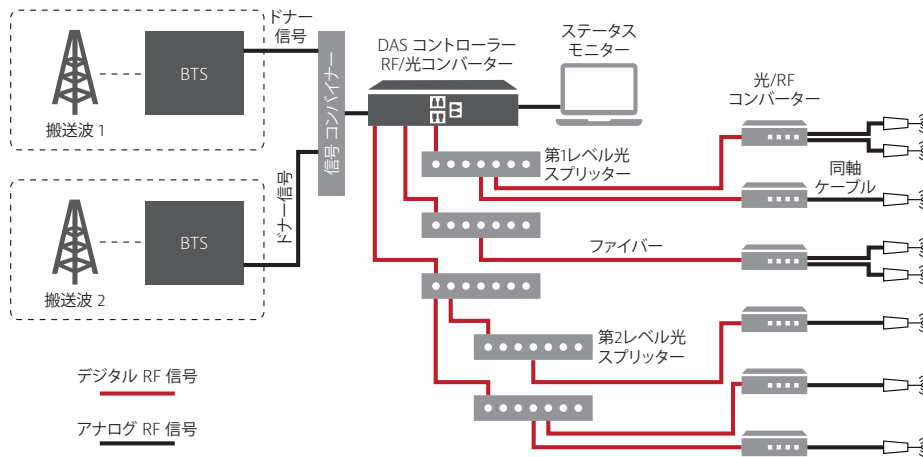 ドナー
信号
BTS
搬送波 1
信号 コンバイナー
DAS コントローラー
RF/光コンバーター
ステータス
モニター
光/RF
コンバーター
第1レベル光
スプリッター
同軸
ケーブル
ドナー信号
BTS
搬送波 2
ファイバー
第2レベル光
スプリッター
デジタル RF 信号
アナログ RF 信号